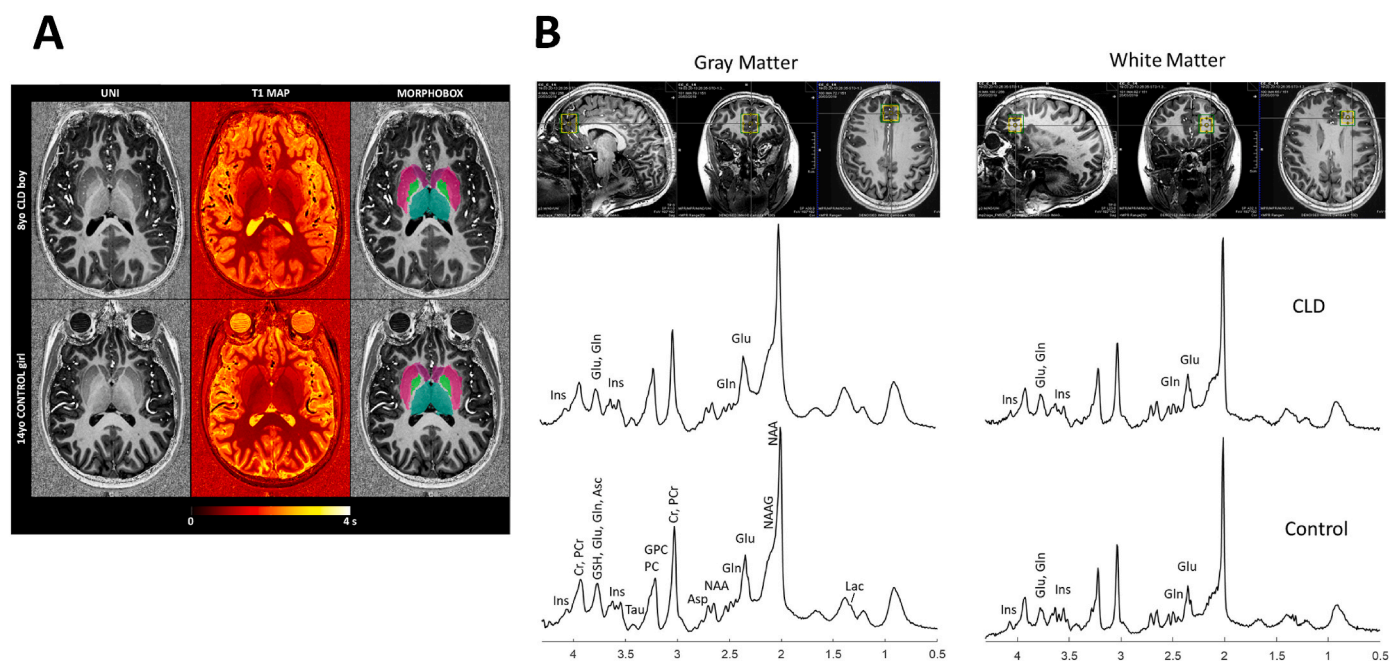 A
B
UNI
T1 MAP
MORPHOBOX
8yo CLD boy
14yo CONTROL girl
0
4 s
Gray Matter
White Matter
Ins
Glu, Gln
Ins
Gln
Glu
Ins
Cr, PCr
GSH, Glu, Gln, Asc
Ins
Tau
GPC
PC
Cr, PCr
Asp
NAA
Gln
Glu
NAAG
NAA
Lac
4
3.5
3
2.5
2
1.5
1
0.5
CLD
Ins
Glu, Gln
Ins
Gln
Glu
Control
Ins
Glu, Gln
Ins
Gln
Glu
4
3.5
3
2.5
2
1.5
1
0.5